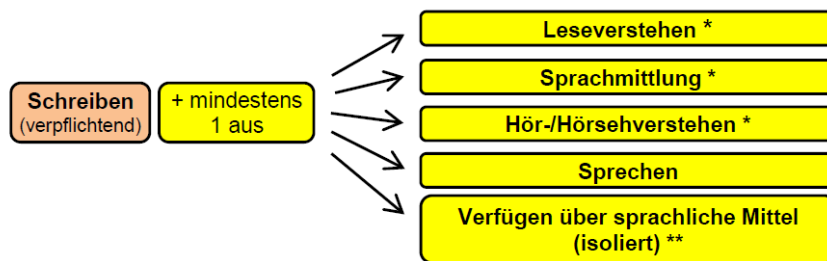 Schreiben
(verpflichtend)
+ mindestens
1 aus
Leseverstehen *
Sprachmittlung *
Hör-/Hörsehverstehen *
Sprechen
Verfügen über sprachliche Mittel
(isoliert) **